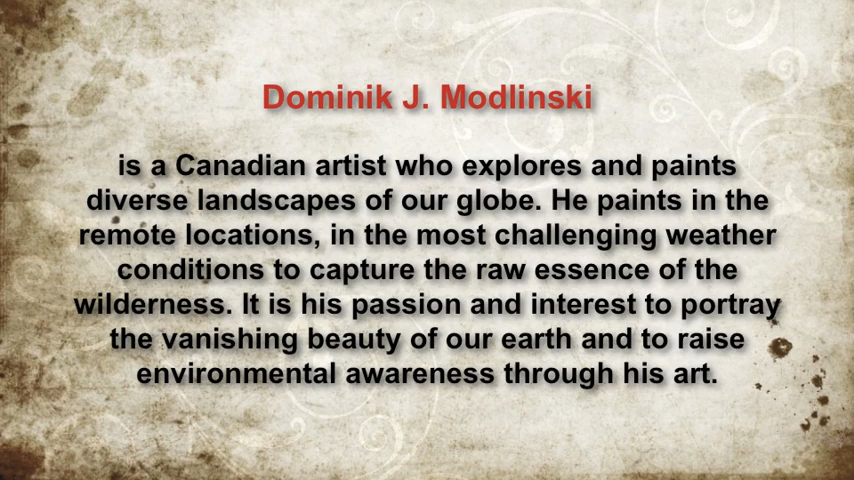 Dominik J. Modlinski
is a Canadian artist who explores and paints
diverse landscapes of our globe. He paints in the
remote locations, in the most challenging weather
conditions to capture the raw essence of the
wilderness. It is his passion and interest to portray
the vanishing beauty of our earth and to raise
environmental awareness through his art.